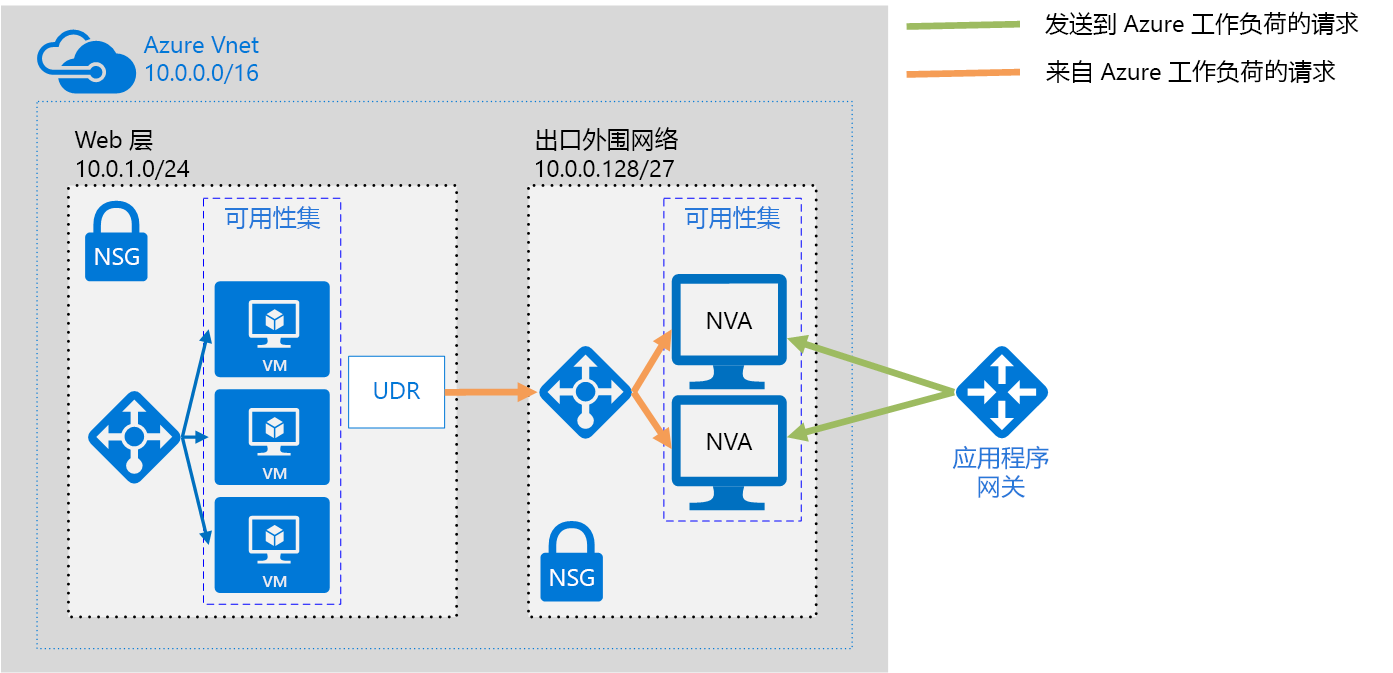 Azure Vnet
10.0.0.0/16
发送到 Azure 工作负荷的请求
来自 Azure 工作负荷的请求
Web 层
10.0.1.0/24
NSG
可用性集
VM
VM
VM
UDR
出口外围网络
10.0.0.128/27
可用性集
NVA
NVA
NSG
应用程序
网关